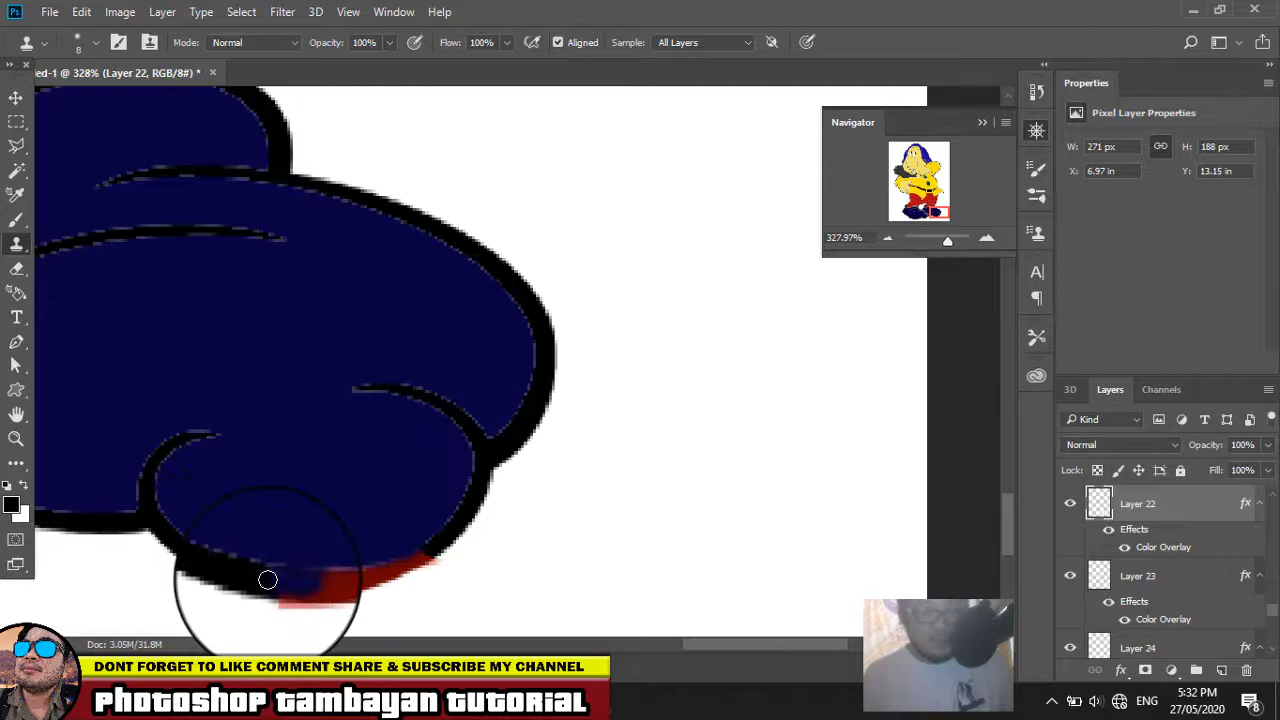 Ps File Edit Image Layer Type Select Filter 3D View Window Help
8 Mode: Normal Opacity: 100% Flow: 100% Aligned Sample: All Layers
ed-1 @ 328% (Layer 22, RGB/8#) *
Navigator
327.97%
Properties
Pixel Layer Properties
W: 271 px H: 188 px
X: 6.97 in Y: 13.15 in
3D Layers Channels
Kind
Normal Opacity: 100%
Lock: Fill: 100%
Layer 22 fx
Effects
Color Overlay
Layer 23 fx
Effects
Color Overlay
Layer 24 fx
Doc: 3.05M/31.8M
DONT FORGET TO LIKE COMMENT SHARE & SUBSCRIBE MY CHANNEL
PHOTOSHOP TAMBAYAN TUTORIAL
ENG
5:32 PM
27/05/2020
8